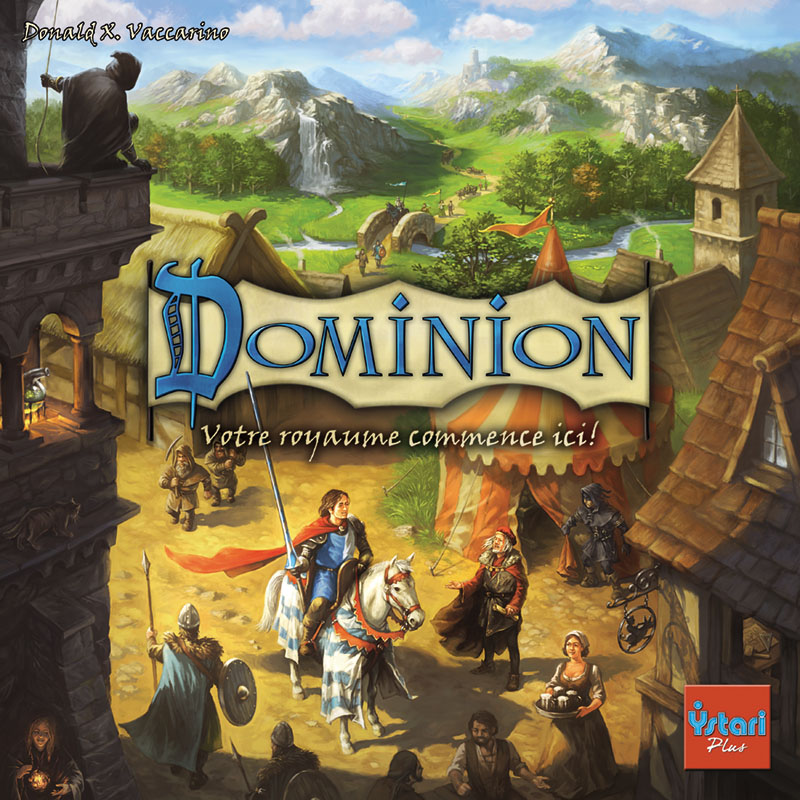 Donald X. Vaccarino
Dominion
Votre royaume commence ici!
Ystari
Plus